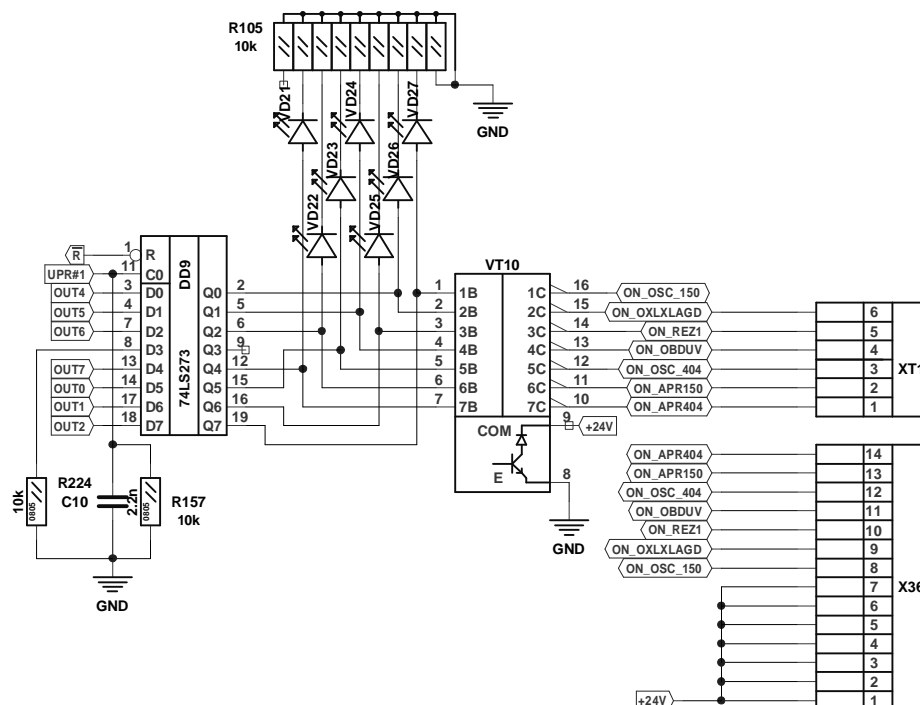 R105
10k
VD21
VD24
VD27
GND
VD23
VD26
VD22
VD25
R
1
R
UPR#1
11
C0
DD9
74LS273
OUT4
3
D0
Q0
2
OUT5
4
D1
Q1
5
OUT6
7
D2
Q2
6
8
D3
Q3
9
OUT7
13
D4
Q4
12
OUT0
14
D5
Q5
15
OUT1
17
D6
Q6
16
OUT2
18
D7
Q7
19
VT10
1
1B
1C
16
ON_OSC_150
2
2B
2C
15
ON_OXLXLAGD
3
3B
3C
14
ON_REZ1
4
4B
4C
13
ON_OBDUV
5
5B
5C
12
ON_OSC_404
6
6B
6C
11
ON_APR150
7
7B
7C
10
ON_APR404
COM
9
+24V
E
8
GND
6
5
4
3
2
1
XT1
10k
0805
R224
C10
2.2n
0805
R157
10k
GND
ON_APR404
14
ON_APR150
13
ON_OSC_404
12
ON_OBDUV
11
ON_REZ1
10
ON_OXLXLAGD
9
ON_OSC_150
8
7
X36
6
5
4
3
2
+24V
1